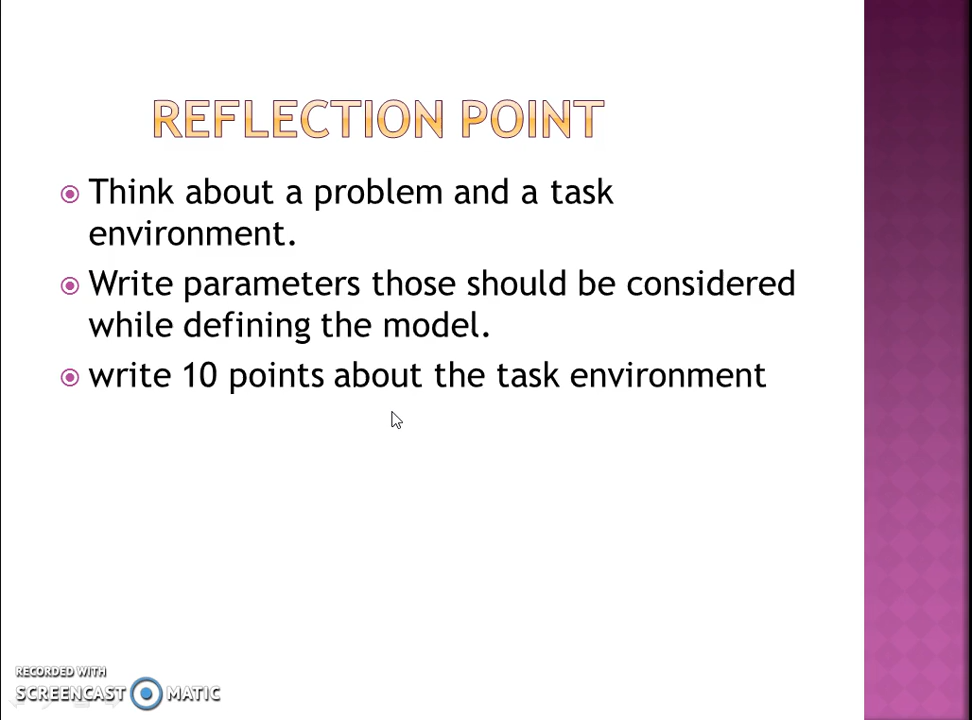 REFLECTION POINT
Think about a problem and a task
environment.
Write parameters those should be considered
while defining the model.
write 10 points about the task environment
RECORDED WITH
SCREENCAST MATIC